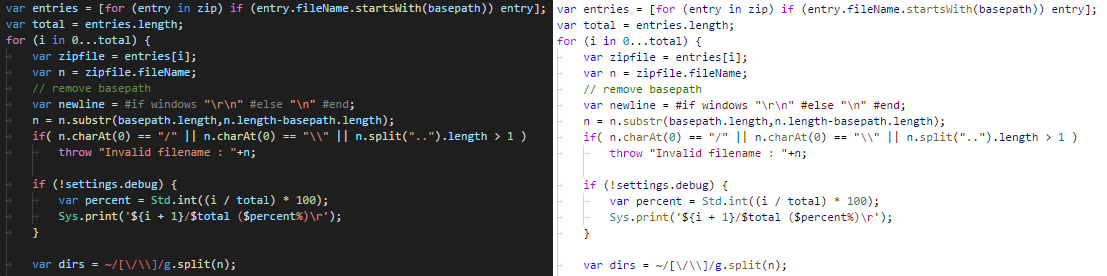 var entries = [for (entry in zip) if (entry.fileName.startsWith(basepath)) entry];
var total = entries.length;
for (i in 0...total) {
    var zipfile = entries[i];
    var n = zipfile.fileName;
    // remove basepath
    var newline = #if windows "\r\n" #else "\n" #end;
    n = n.substr(basepath.length,n.length-basepath.length);
    if( n.charAt(0) == "/" || n.charAt(0) == "\\" || n.split("..").length > 1 )
        throw "Invalid filename : "+n;
    if (!settings.debug) {
        var percent = Std.int((i / total) * 100);
        Sys.print('${i + 1}/$total ($percent%)\r');
    }
    var dirs = ~/[\/\\]/g.split(n);
var entries = [for (entry in zip) if (entry.fileName.startsWith(basepath)) entry];
var total = entries.length;
for (i in 0...total) {
    var zipfile = entries[i];
    var n = zipfile.fileName;
    // remove basepath
    var newline = #if windows "\r\n" #else "\n" #end;
    n = n.substr(basepath.length,n.length-basepath.length);
    if( n.charAt(0) == "/" || n.charAt(0) == "\\" || n.split("..").length > 1 )
        throw "Invalid filename : "+n;
    if (!settings.debug) {
        var percent = Std.int((i / total) * 100);
        Sys.print('${i + 1}/$total ($percent%)\r');
    }
    var dirs = ~/[\/\\]/g.split(n);